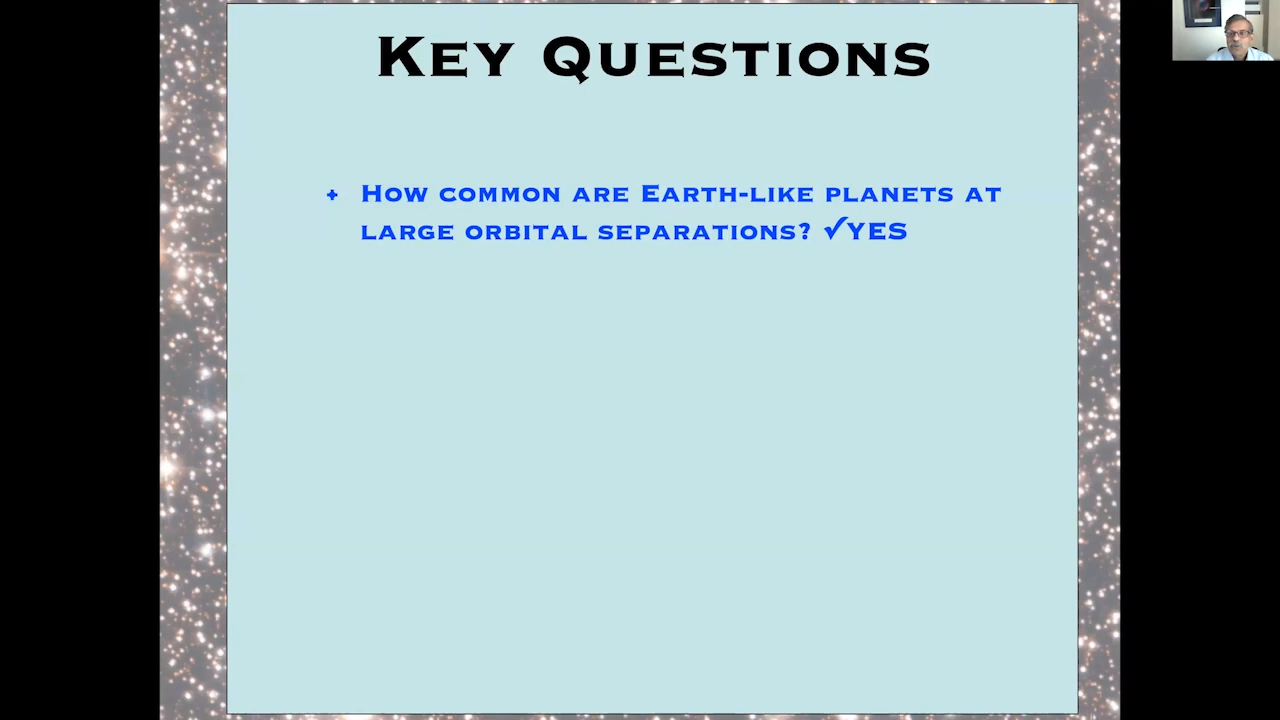 Key Questions
+ How common are Earth-like planets at
large orbital separations? ✓YES